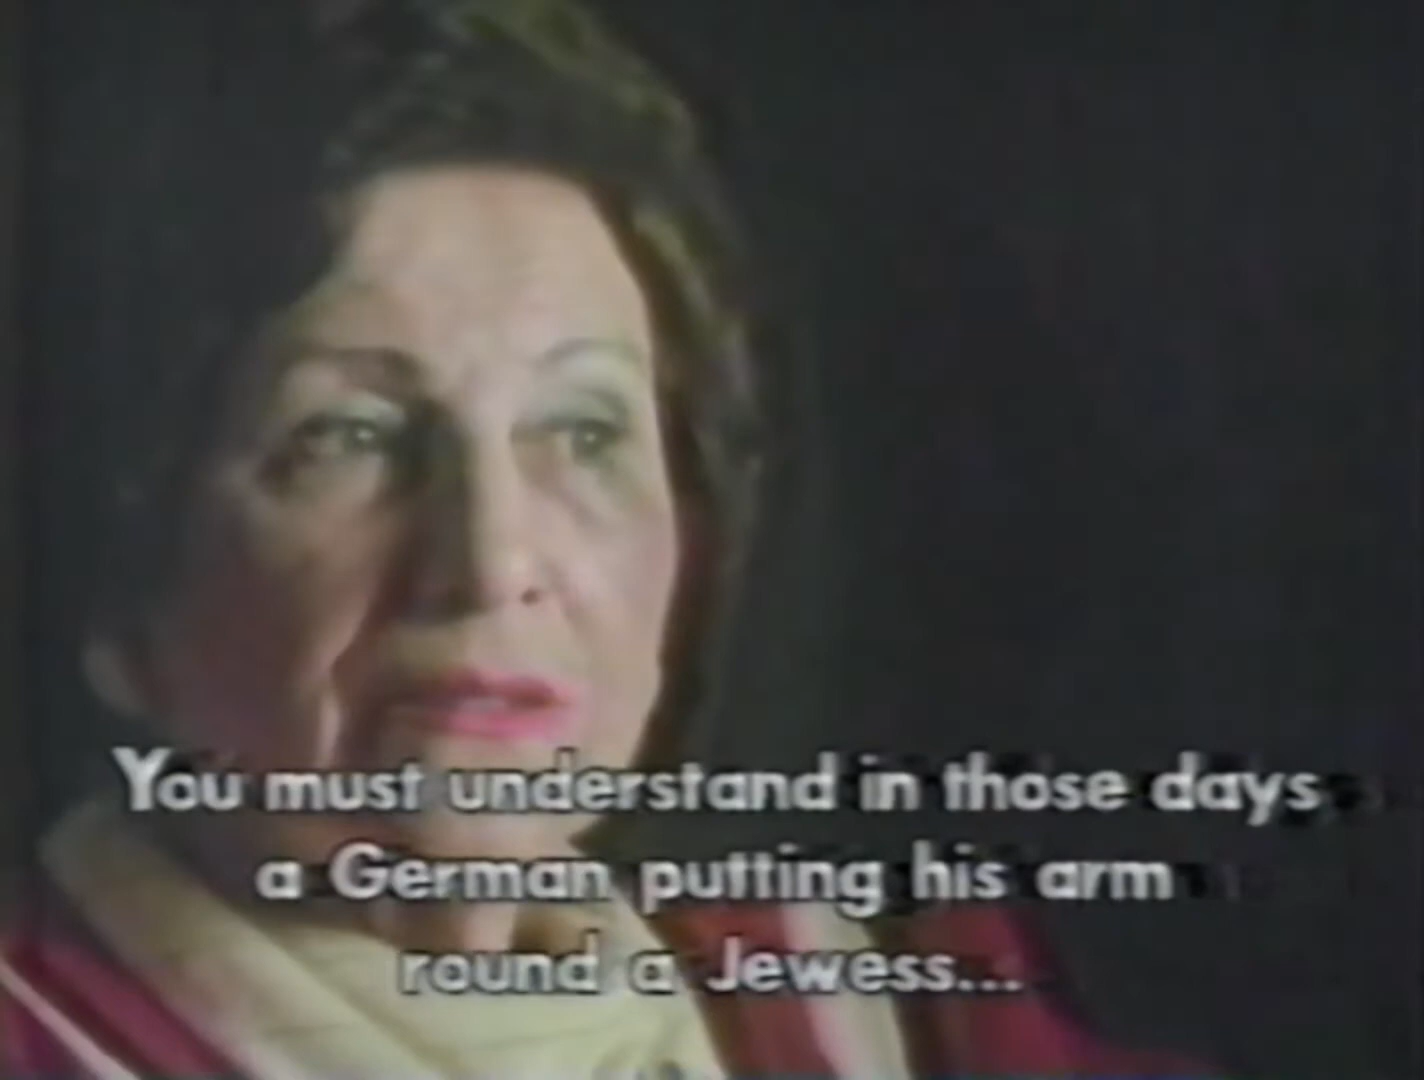 You must understand in those days
a German putting his arm
round a Jewess...